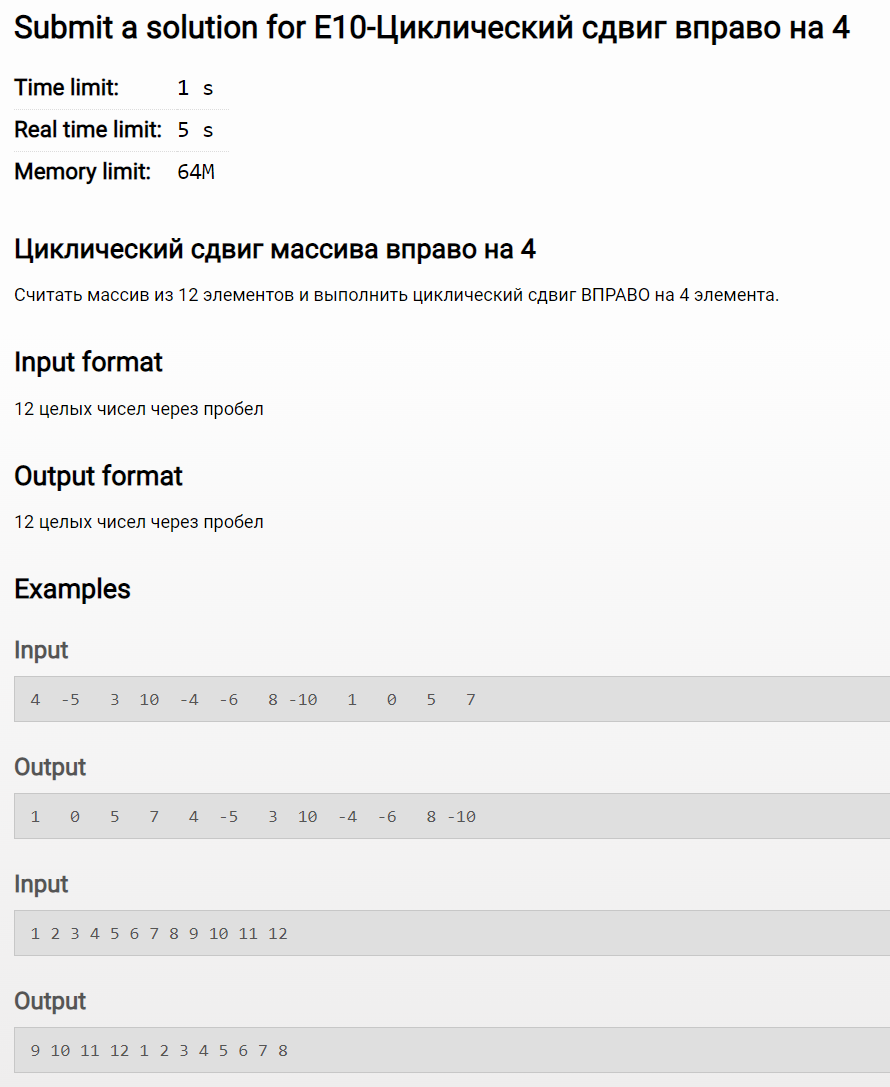 Submit a solution for E10-Циклический сдвиг вправо на 4
Time limit: 1 s
Real time limit: 5 s
Memory limit: 64M
Циклический сдвиг массива вправо на 4
Считать массив из 12 элементов и выполнить циклический сдвиг ВПРАВО на 4 элемента.
Input format
12 целых чисел через пробел
Output format
12 целых чисел через пробел
Examples
Input
4  -5   3  10  -4  -6   8 -10   1   0   5   7
Output
1   0   5   7   4  -5   3  10  -4  -6   8 -10
Input
1 2 3 4 5 6 7 8 9 10 11 12
Output
9 10 11 12 1 2 3 4 5 6 7 8